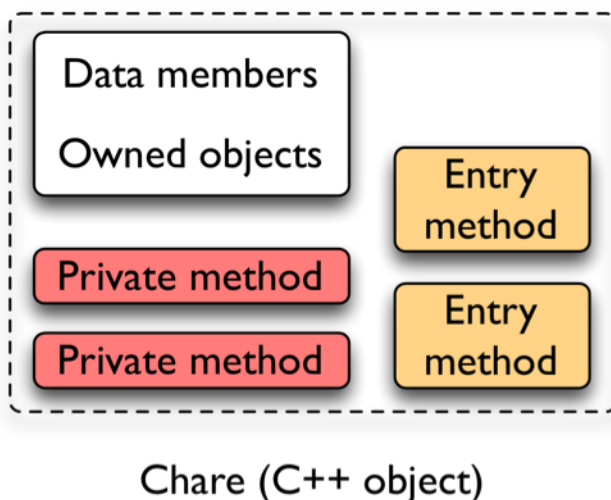 Data members
Owned objects
Private method
Private method
Entry
method
Entry
method
Chare (C++ object)